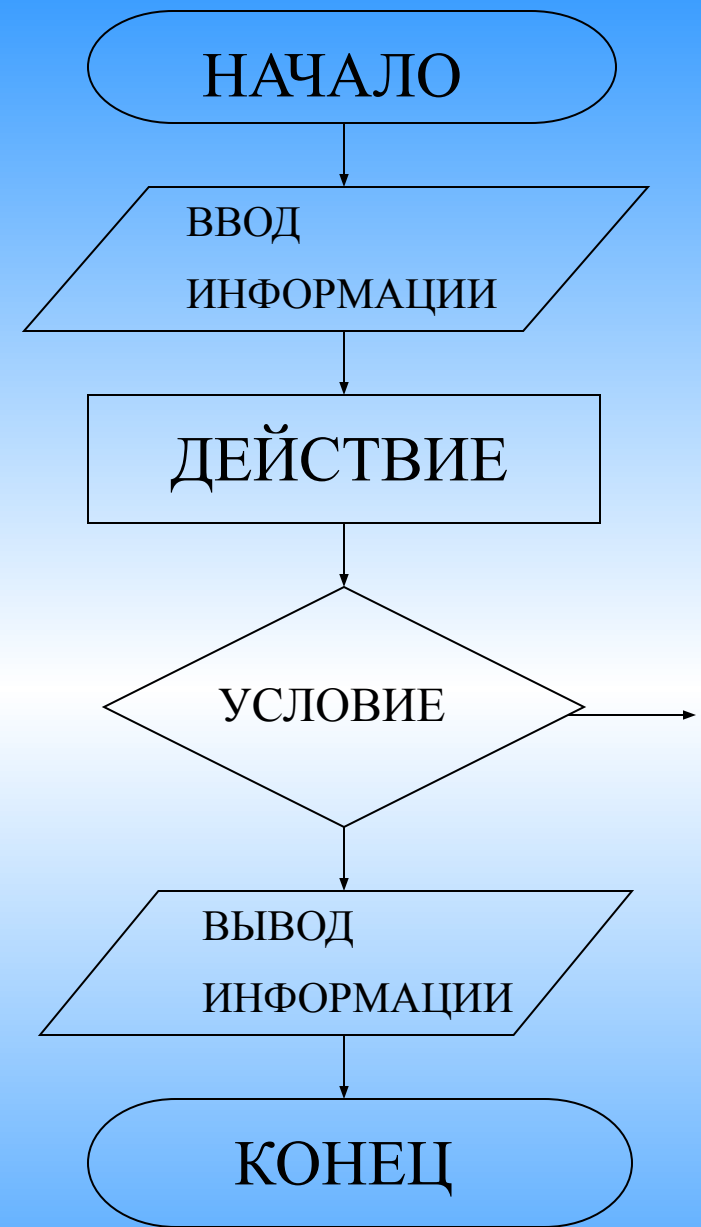 НАЧАЛО
ВВОД
ИНФОРМАЦИИ
ДЕЙСТВИЕ
УСЛОВИЕ
ВЫВОД
ИНФОРМАЦИИ
КОНЕЦ